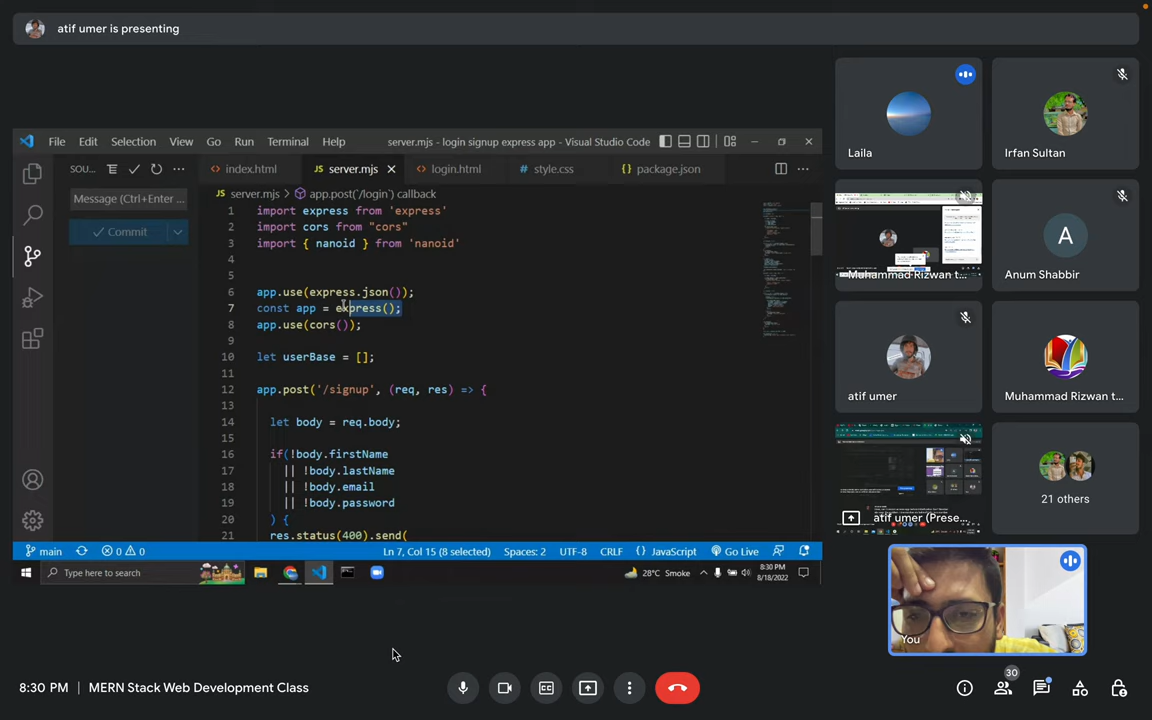 atif umer is presenting
File Edit Selection View Go Run Terminal Help
server.mjs - login signup express app - Visual Studio Code
SOU...
index.html
JS server.mjs
login.html
# style.css
{} package.json
JS server.mjs > app.post('/login') callback
Message (Ctrl+Enter ...
Commit
1 import express from 'express'
2 import cors from "cors"
3 import { nanoid } from 'nanoid'
4
5
6 app.use(express.json());
7 const app = express();
8 app.use(cors());
9
10 let userBase = [];
11
12 app.post('/signup', (req, res) => {
13
14 let body = req.body;
15
16 if(!body.firstName
17 || !body.lastName
18 || !body.email
19 || !body.password
20 ) {
21 res.status(400).send(
main
0 0
Ln 7, Col 15 (8 selected)
Spaces: 2
UTF-8
CRLF
{} JavaScript
Go Live
Type here to search
28°C Smoke
8:30 PM
8/18/2022
Laila
Irfan Sultan
Muhammad Rizwan t...
Anum Shabbir
A
atif umer
Muhammad Rizwan t...
atif umer (Prese...
21 others
You
8:30 PM | MERN Stack Web Development Class
30